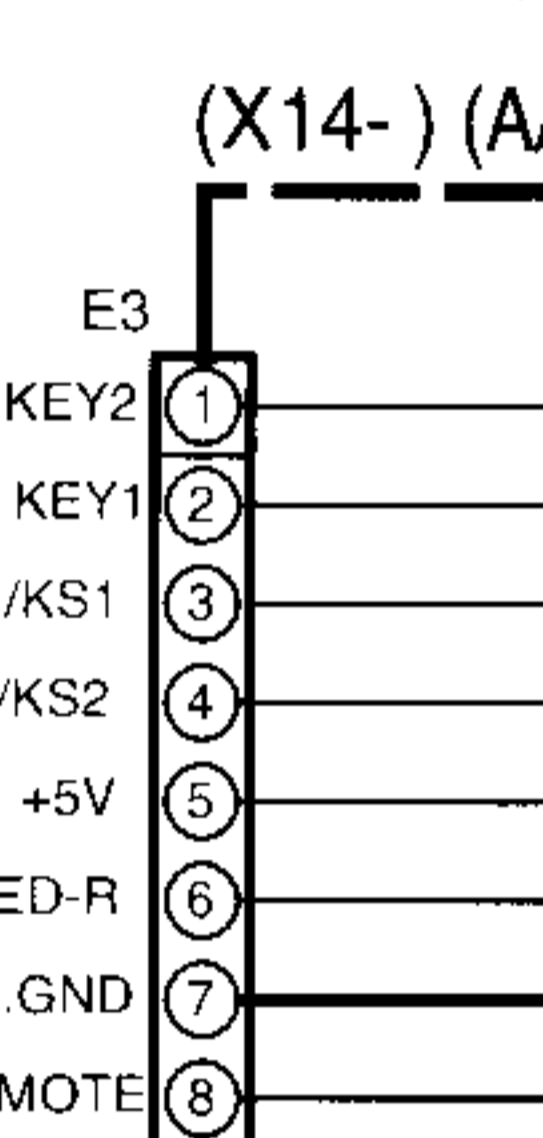 (X14- ) (A
E3
KEY2 1
KEY1 2
/KS1 3
/KS2 4
+5V 5
ED-R 6
.GND 7
MOTE 8